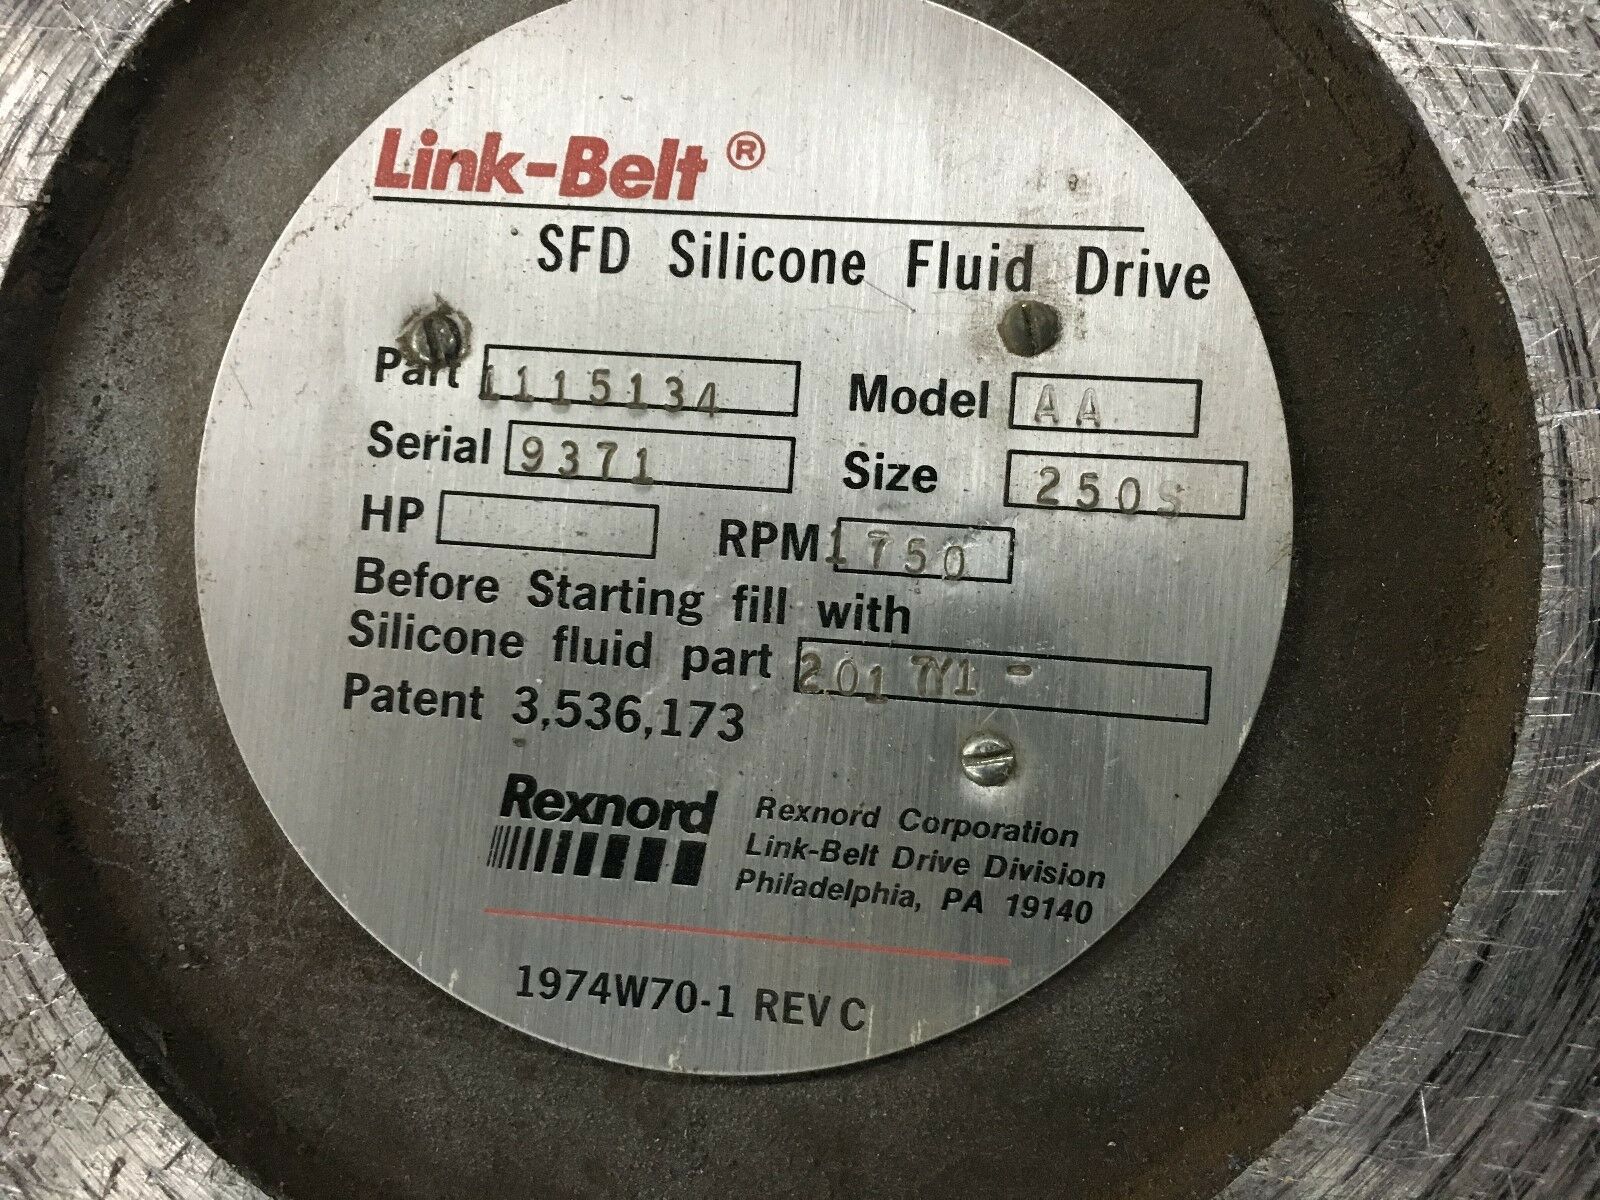 Link-Belt ®
SFD Silicone Fluid Drive
Part 1115134 Model AA
Serial 9371 Size 250S
HP RPM 1750
Before Starting fill with
Silicone fluid part 201
Patent 3,536,173
Rexnord
Rexnord Corporation
Link-Belt Drive Division
Philadelphia, PA 19140
1974W70-1 REV C